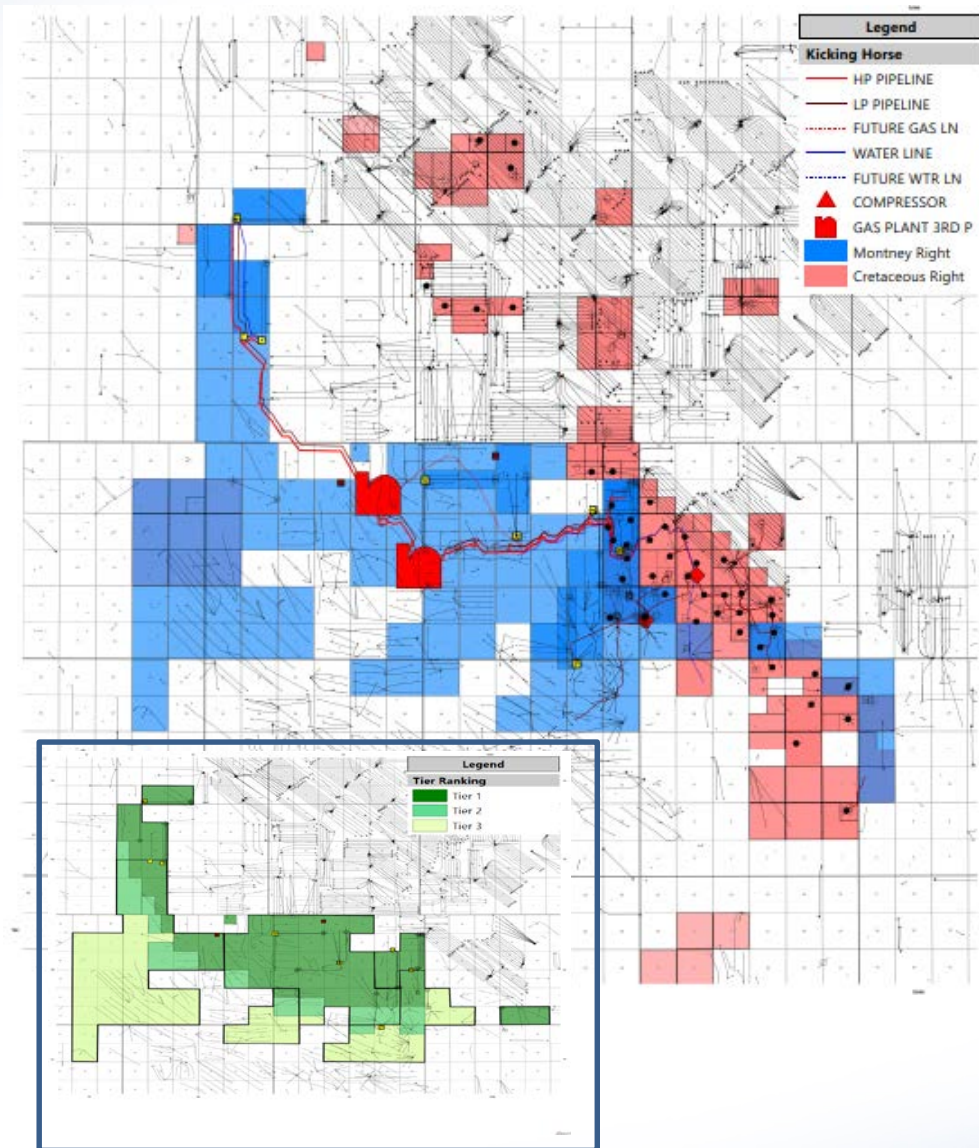 Legend
Kicking Horse
HP PIPELINE
LP PIPELINE
FUTURE GAS LN
WATER LINE
FUTURE WTR LN
COMPRESSOR
GAS PLANT 3RD P
Montney Right
Cretaceous Right
Legend
Tier Ranking
Tier 1
Tier 2
Tier 3